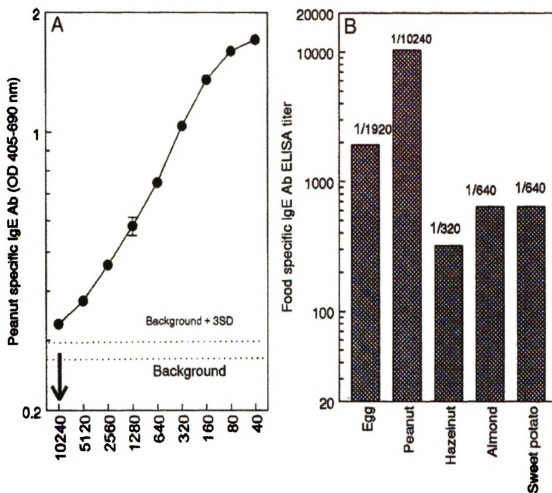 A
Peanut specific IgE Ab (OD 405-690 nm)
2
1
0.2
Background + 3SD
Background
10240
5120
2560
1280
640
320
160
80
40
B
Food specific IgE Ab ELISA titer
10000
1000
100
20
1/1920
1/10240
1/320
1/640
1/640
Egg
Peanut
Hazelnut
Almond
Sweet potato